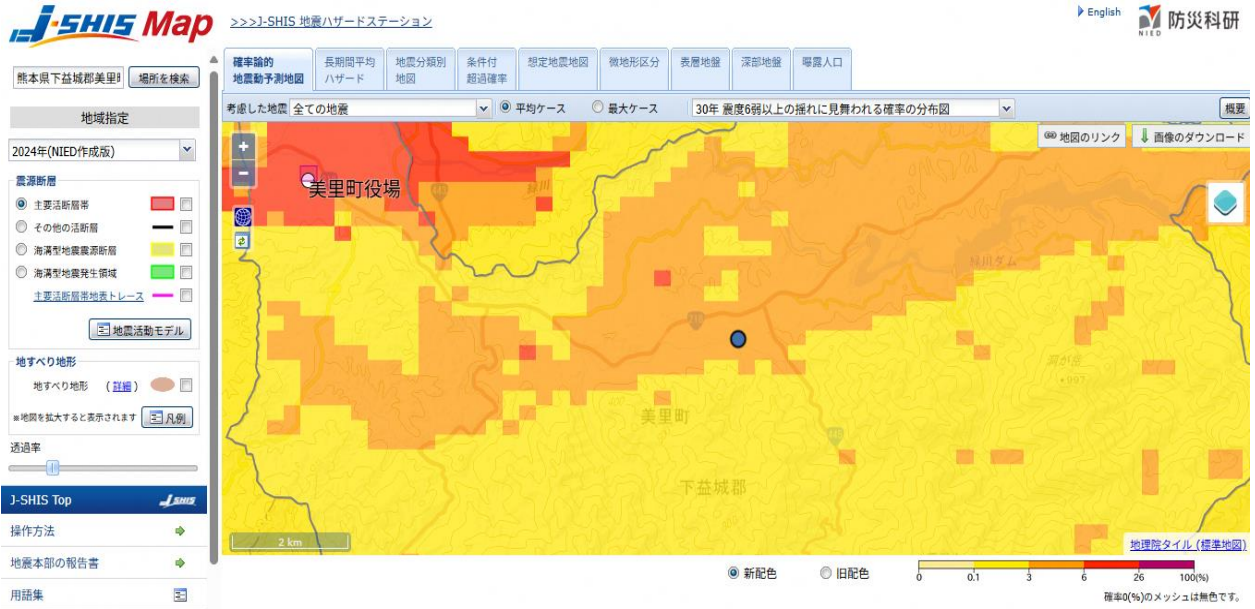 J-SHIS Map
>>>J-SHIS 地震ハザードステーション
English
NIED
防災科研
熊本県下益城郡美里
場所を検索
地域指定
2024年(NIED作成版)
震源断層
主要活断層帯
その他の活断層
海溝型地震震源断層
海溝型地震発生領域
主要活断層帯地表トレース
地震活動モデル
地すべり地形
地すべり地形 (詳細)
※地図を拡大すると表示されます
凡例
透過率
J-SHIS Top
J-SHIS
操作方法
地震本部の報告書
用語集
確率論的
地震動予測地図
長期間平均
ハザード
地震分類別
地図
条件付
超過確率
想定地震地図
微地形区分
表層地盤
深部地盤
曝露人口
考慮した地震
全ての地震
平均ケース
最大ケース
30年 震度6弱以上の揺れに見舞われる確率の分布図
概要
+
−
地図のリンク
画像のダウンロード
美里町役場
緑川
緑川ダム
218
洞が岳
・997
美里町
下益城郡
2 km
地理院タイル (標準地図)
新配色
旧配色
0 0.1 3 6 26 100(%)
確率0(%)のメッシュは無色です。